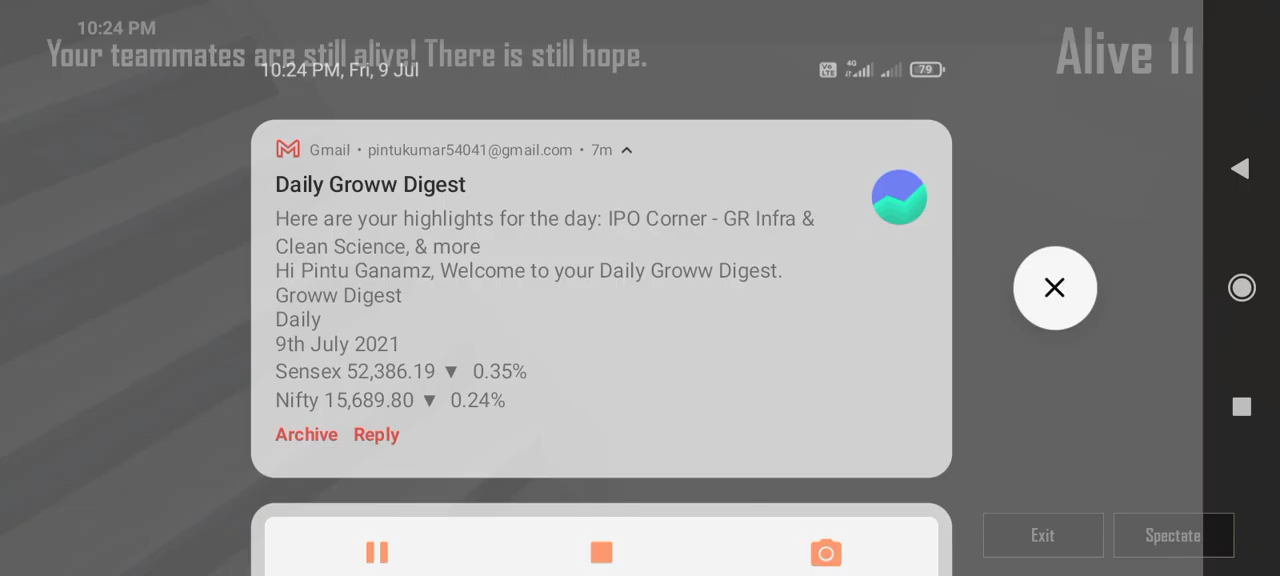 10:24 PM
Your teammates are still alive! There is still hope.
Alive 11
10:24 PM, Fri, 9 Jul
Vo LTE 4G 79
Gmail • pintukumar54041@gmail.com • 7m
Daily Groww Digest
Here are your highlights for the day: IPO Corner - GR Infra &
Clean Science, & more
Hi Pintu Ganamz, Welcome to your Daily Groww Digest.
Groww Digest
Daily
9th July 2021
Sensex 52,386.19 ▼ 0.35%
Nifty 15,689.80 ▼ 0.24%
Archive Reply
Exit Spectate